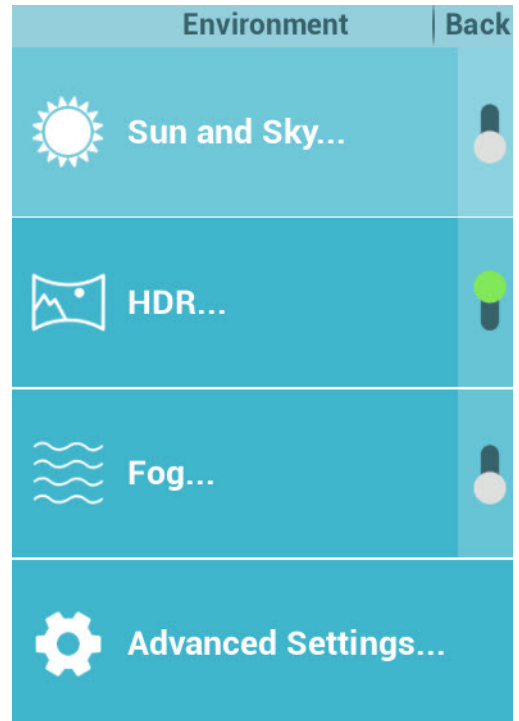 Environment | Back
Sun and Sky...
HDR...
Fog...
Advanced Settings...